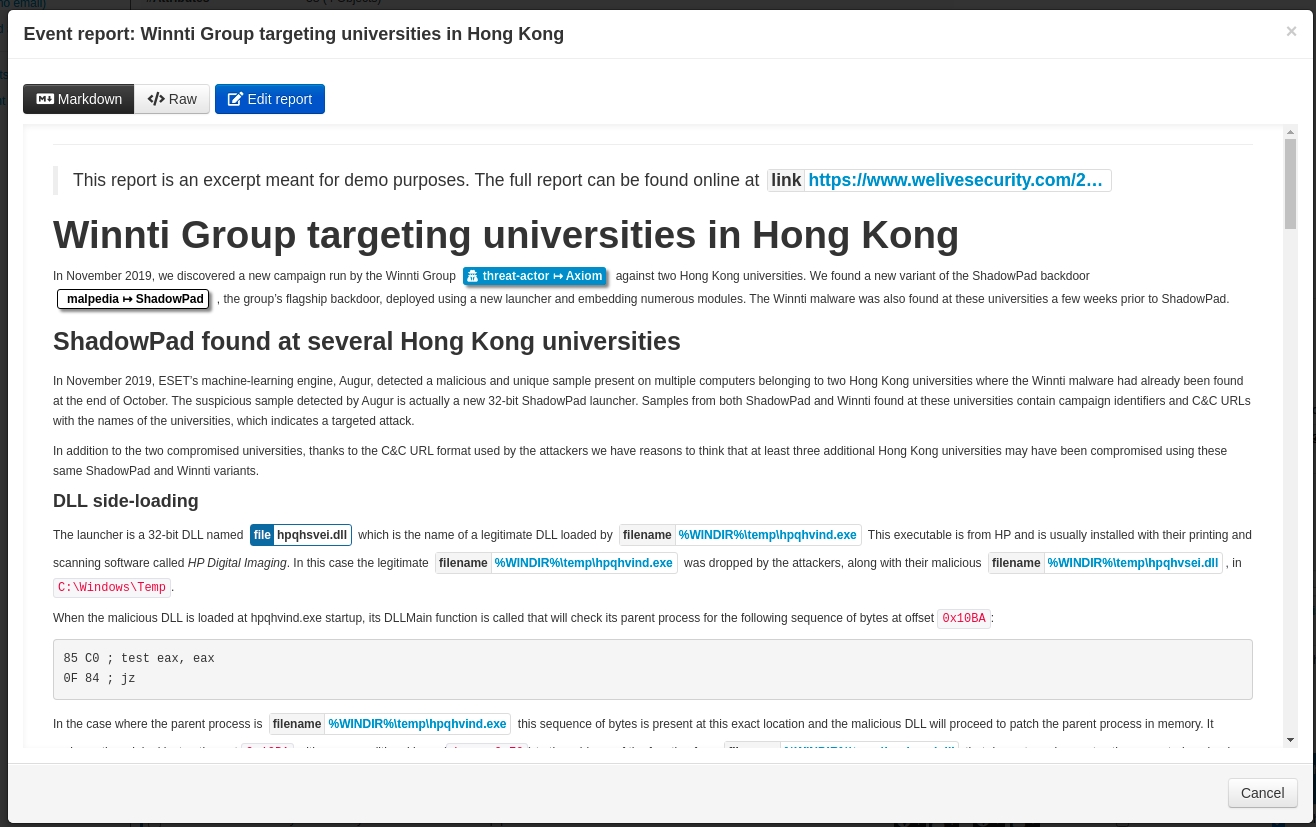 Event report: Winnti Group targeting universities in Hong Kong
×
Markdown
Raw
Edit report
This report is an excerpt meant for demo purposes. The full report can be found online at link https://www.welivesecurity.com/2…
Winnti Group targeting universities in Hong Kong
In November 2019, we discovered a new campaign run by the Winnti Group threat-actor ↦ Axiom against two Hong Kong universities. We found a new variant of the ShadowPad backdoor
malpedia ↦ ShadowPad , the group's flagship backdoor, deployed using a new launcher and embedding numerous modules. The Winnti malware was also found at these universities a few weeks prior to ShadowPad.
ShadowPad found at several Hong Kong universities
In November 2019, ESET's machine-learning engine, Augur, detected a malicious and unique sample present on multiple computers belonging to two Hong Kong universities where the Winnti malware had already been found
at the end of October. The suspicious sample detected by Augur is actually a new 32-bit ShadowPad launcher. Samples from both ShadowPad and Winnti found at these universities contain campaign identifiers and C&C URLs
with the names of the universities, which indicates a targeted attack.
In addition to the two compromised universities, thanks to the C&C URL format used by the attackers we have reasons to think that at least three additional Hong Kong universities may have been compromised using these
same ShadowPad and Winnti variants.
DLL side-loading
The launcher is a 32-bit DLL named file hpqhsvei.dll which is the name of a legitimate DLL loaded by filename %WINDIR%\temp\hpqhvind.exe This executable is from HP and is usually installed with their printing and
scanning software called HP Digital Imaging. In this case the legitimate filename %WINDIR%\temp\hpqhvind.exe was dropped by the attackers, along with their malicious filename %WINDIR%\temp\hpqhvsei.dll , in
C:\Windows\Temp.
When the malicious DLL is loaded at hpqhvind.exe startup, its DLLMain function is called that will check its parent process for the following sequence of bytes at offset 0x10BA:
85 C0 ; test eax, eax
0F 84 ; jz
In the case where the parent process is filename %WINDIR%\temp\hpqhvind.exe this sequence of bytes is present at this exact location and the malicious DLL will proceed to patch the parent process in memory. It
Cancel